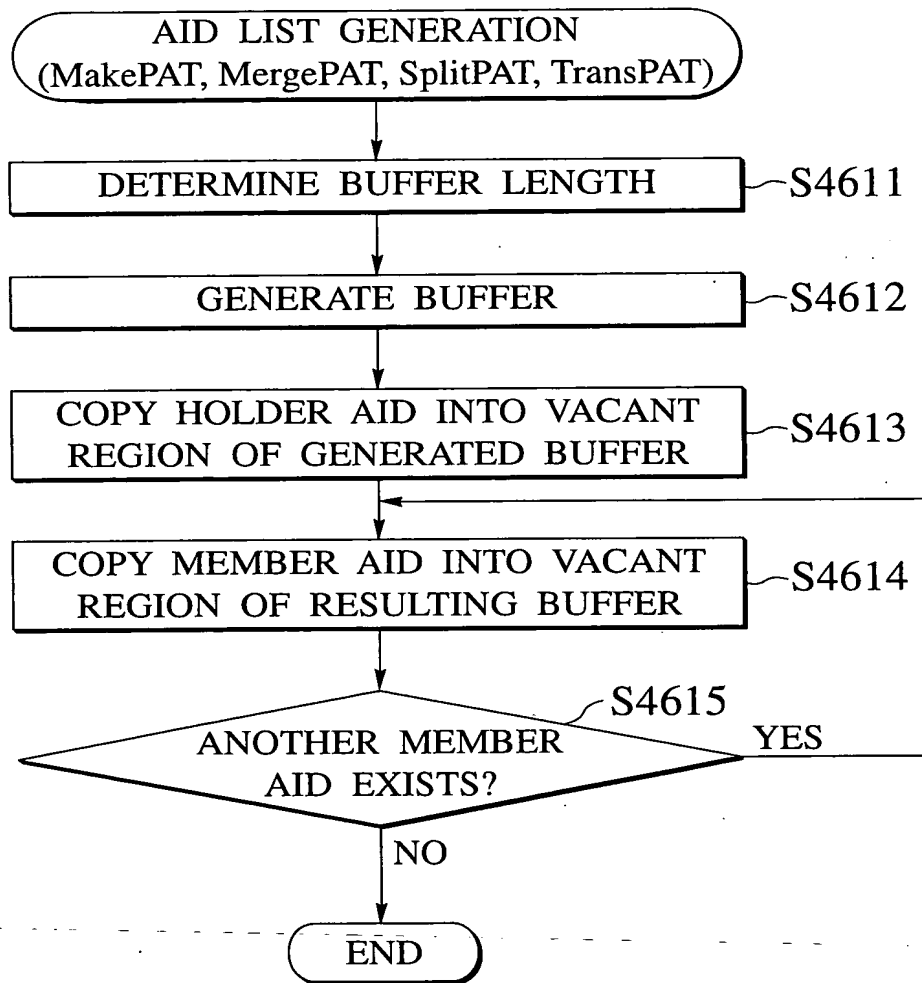 AID LIST GENERATION
(MakePAT, MergePAT, SplitPAT, TransPAT)
DETERMINE BUFFER LENGTH
S4611
GENERATE BUFFER
S4612
COPY HOLDER AID INTO VACANT
REGION OF GENERATED BUFFER
S4613
COPY MEMBER AID INTO VACANT
REGION OF RESULTING BUFFER
S4614
S4615
ANOTHER MEMBER
AID EXISTS?
YES
NO
END